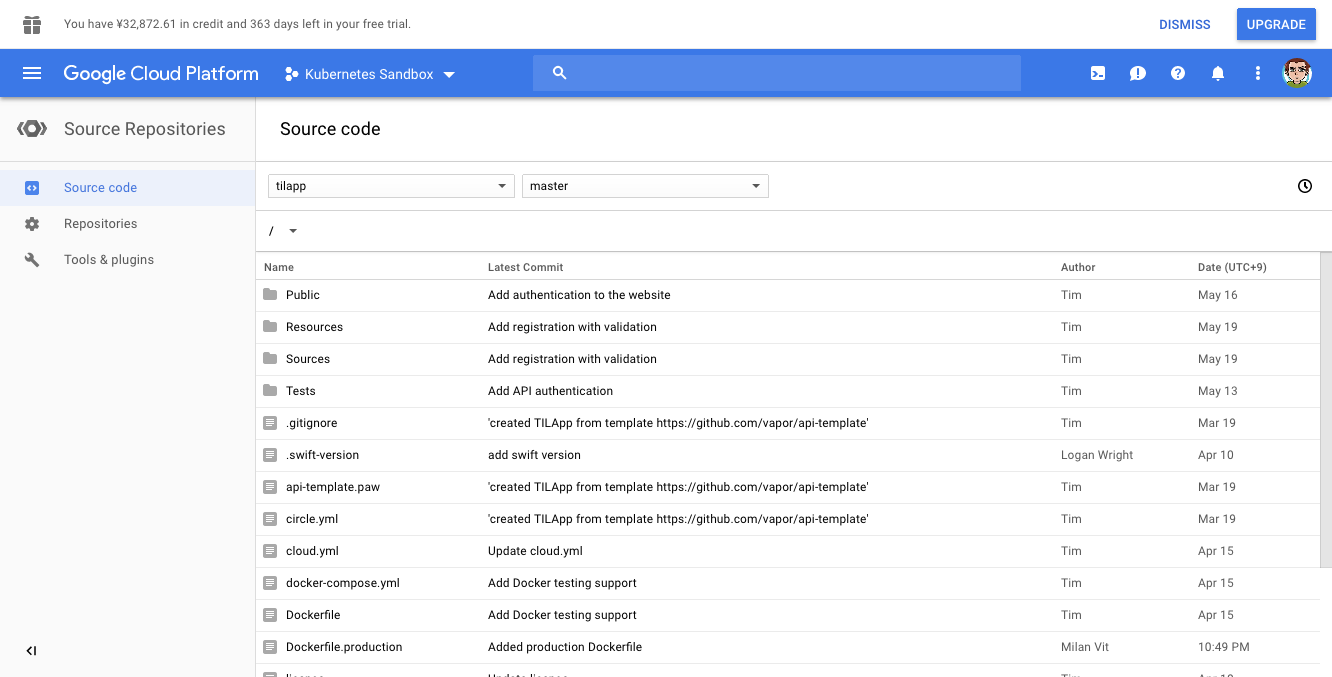 You have ¥32,872.61 in credit and 363 days left in your free trial. DISMISS UPGRADE
Google Cloud Platform Kubernetes Sandbox
Source Repositories Source code
Source code
Repositories
Tools & plugins
tilapp master
/
Name Latest Commit Author Date (UTC+9)
Public Add authentication to the website Tim May 16
Resources Add registration with validation Tim May 19
Sources Add registration with validation Tim May 19
Tests Add API authentication Tim May 13
.gitignore 'created TILApp from template https://github.com/vapor/api-template' Tim Mar 19
.swift-version add swift version Logan Wright Apr 10
api-template.paw 'created TILApp from template https://github.com/vapor/api-template' Tim Mar 19
circle.yml 'created TILApp from template https://github.com/vapor/api-template' Tim Mar 19
cloud.yml Update cloud.yml Tim Apr 15
docker-compose.yml Add Docker testing support Tim Apr 15
Dockerfile Add Docker testing support Tim Apr 15
Dockerfile.production Added production Dockerfile Milan Vit 10:49 PM